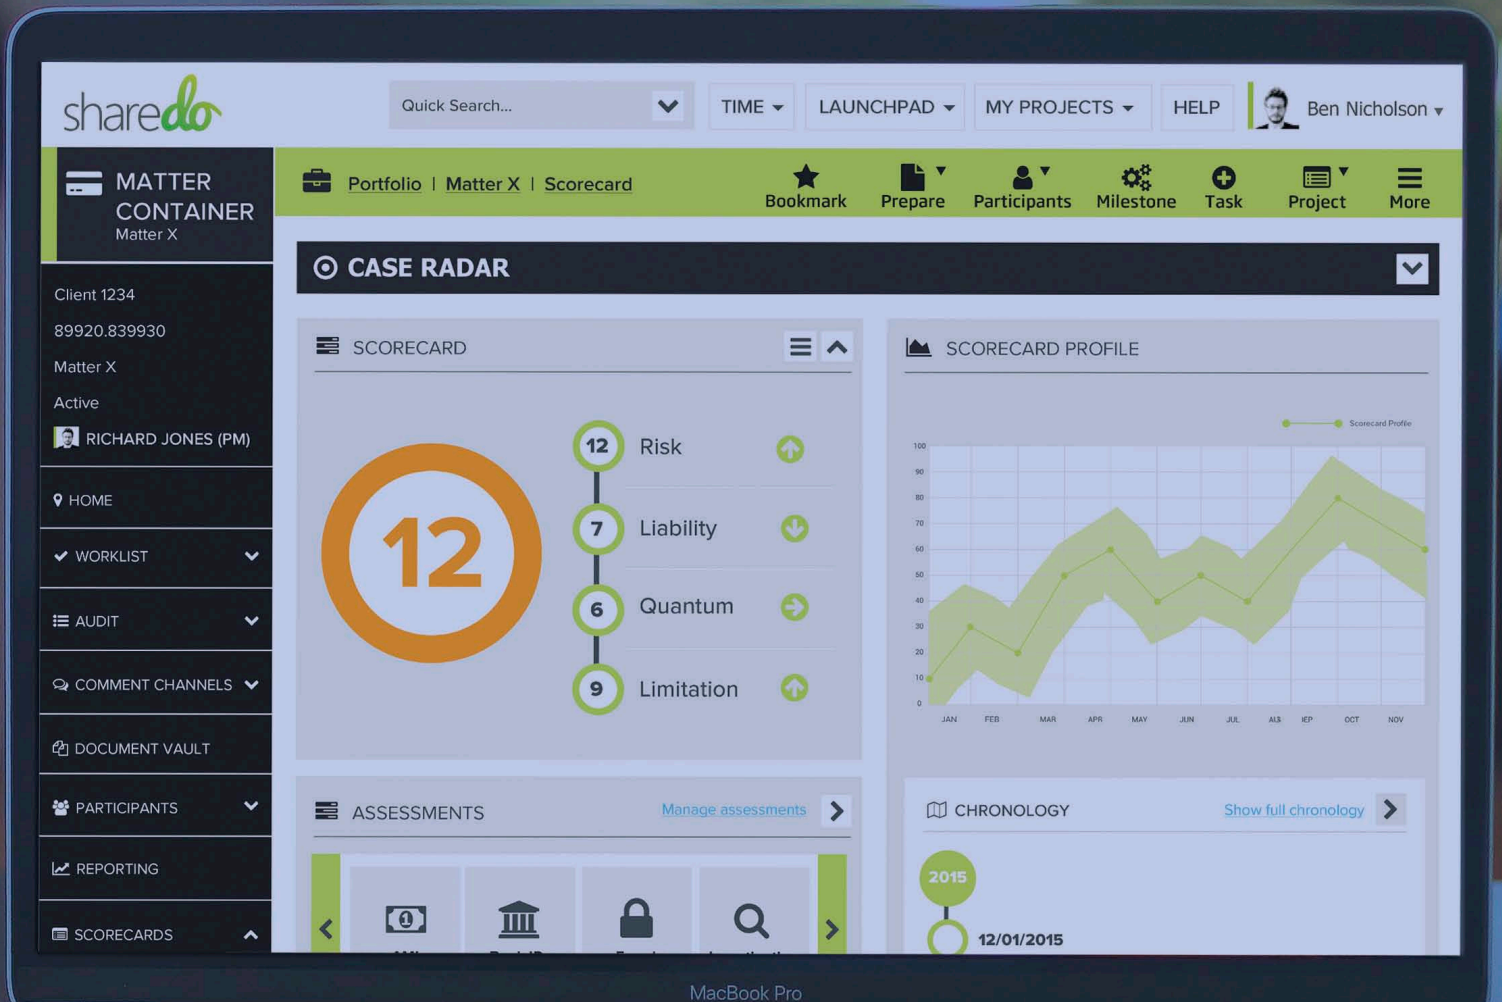 sharedo
Quick Search...
TIME
LAUNCHPAD
MY PROJECTS
HELP
Ben Nicholson
MATTER
CONTAINER
Matter X
Portfolio | Matter X | Scorecard
Bookmark
Prepare
Participants
Milestone
Task
Project
More
Client 1234
89920.839930
Matter X
Active
RICHARD JONES (PM)
HOME
WORKLIST
AUDIT
COMMENT CHANNELS
DOCUMENT VAULT
PARTICIPANTS
REPORTING
SCORECARDS
CASE RADAR
SCORECARD
12
12 Risk
7 Liability
6 Quantum
9 Limitation
SCORECARD PROFILE
Scorecard Profile
100
90
80
70
60
50
40
30
20
10
0
JAN FEB MAR APR MAY JUN JUL OCT NOV
ASSESSMENTS
Manage assessments
1
CHRONOLOGY
Show full chronology
2015
12/01/2015
MacBook Pro